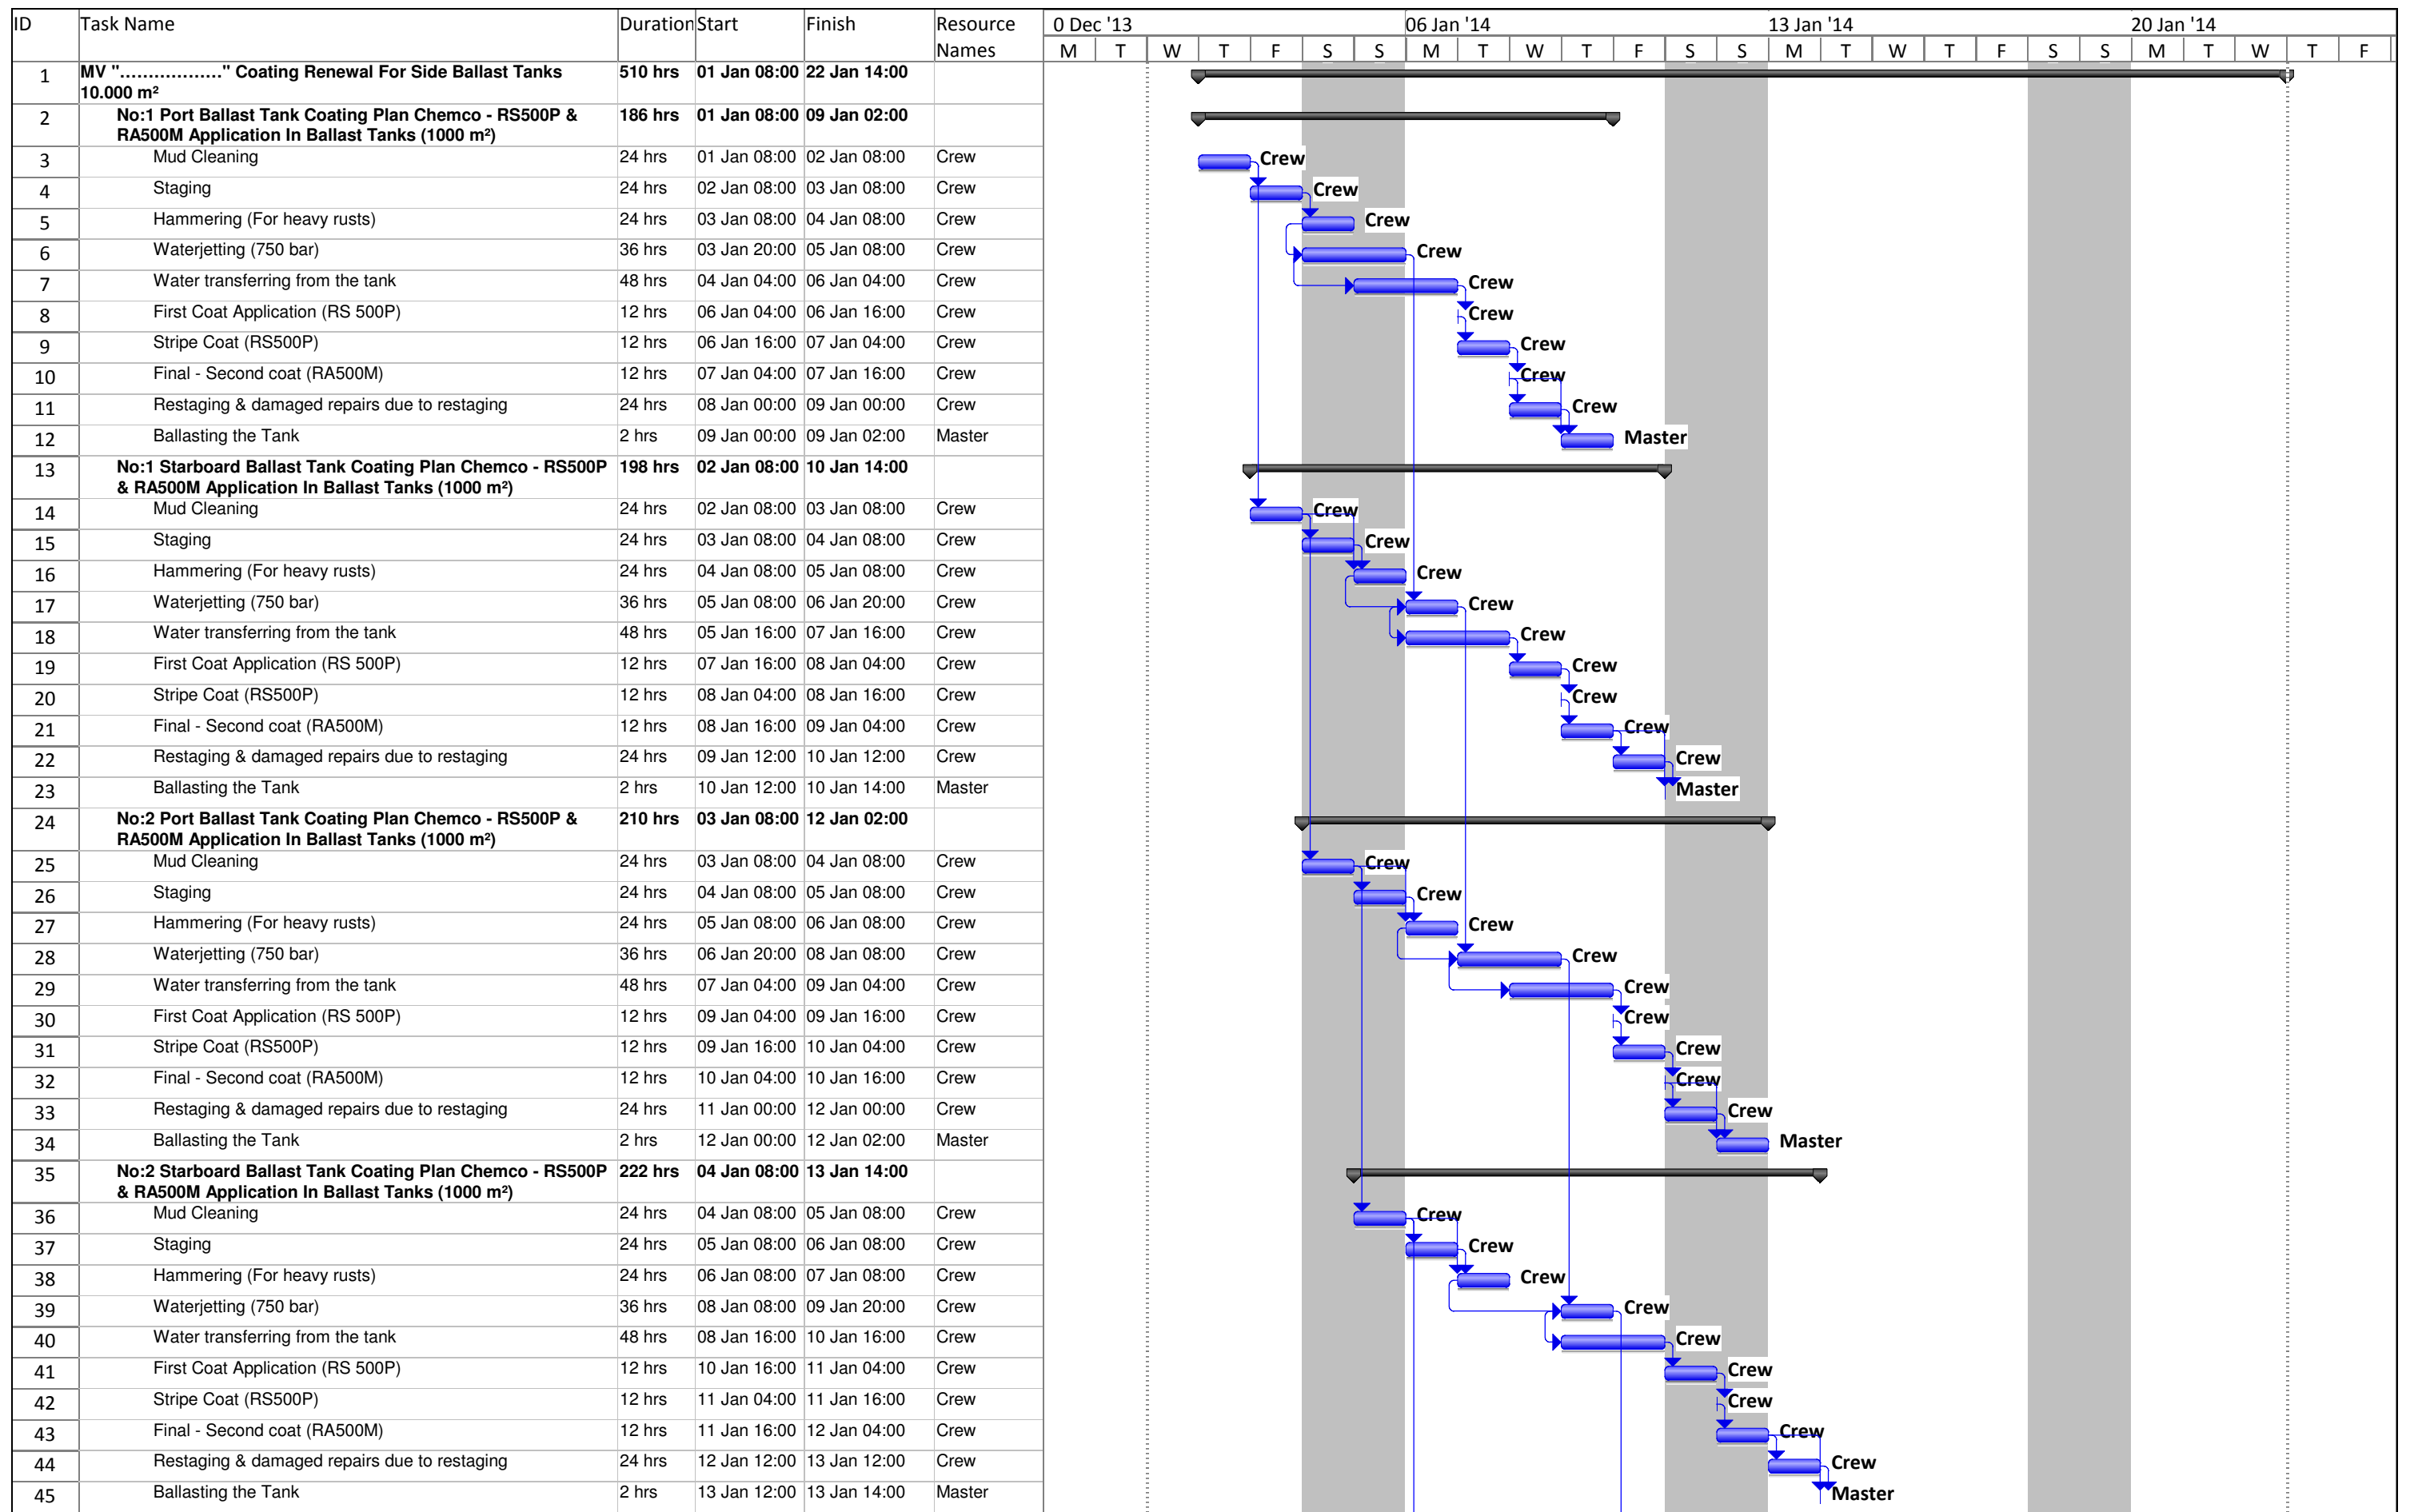 ID Task Name Duration Start Finish Resource Names 0 Dec '13 06 Jan '14 13 Jan '14 20 Jan '14
M T W T F S S M T W T F S S M T W T F S S M T W T F
1 MV ".................." Coating Renewal For Side Ballast Tanks 510 hrs 01 Jan 08:00 22 Jan 14:00
10.000 m²
2 No:1 Port Ballast Tank Coating Plan Chemco - RS500P & 186 hrs 01 Jan 08:00 09 Jan 02:00
RA500M Application In Ballast Tanks (1000 m²)
3 Mud Cleaning 24 hrs 01 Jan 08:00 02 Jan 08:00 Crew Crew
4 Staging 24 hrs 02 Jan 08:00 03 Jan 08:00 Crew Crew
5 Hammering (For heavy rusts) 24 hrs 03 Jan 08:00 04 Jan 08:00 Crew Crew
6 Waterjetting (750 bar) 36 hrs 03 Jan 20:00 05 Jan 08:00 Crew Crew
7 Water transferring from the tank 48 hrs 04 Jan 04:00 06 Jan 04:00 Crew Crew
8 First Coat Application (RS 500P) 12 hrs 06 Jan 04:00 06 Jan 16:00 Crew Crew
9 Stripe Coat (RS500P) 12 hrs 06 Jan 16:00 07 Jan 04:00 Crew Crew
10 Final - Second coat (RA500M) 12 hrs 07 Jan 04:00 07 Jan 16:00 Crew Crew
11 Restaging & damaged repairs due to restaging 24 hrs 08 Jan 00:00 09 Jan 00:00 Crew Crew
12 Ballasting the Tank 2 hrs 09 Jan 00:00 09 Jan 02:00 Master Master
13 No:1 Starboard Ballast Tank Coating Plan Chemco - RS500P 198 hrs 02 Jan 08:00 10 Jan 14:00
& RA500M Application In Ballast Tanks (1000 m²)
14 Mud Cleaning 24 hrs 02 Jan 08:00 03 Jan 08:00 Crew Crew
15 Staging 24 hrs 03 Jan 08:00 04 Jan 08:00 Crew Crew
16 Hammering (For heavy rusts) 24 hrs 04 Jan 08:00 05 Jan 08:00 Crew Crew
17 Waterjetting (750 bar) 36 hrs 05 Jan 08:00 06 Jan 20:00 Crew Crew
18 Water transferring from the tank 48 hrs 05 Jan 16:00 07 Jan 16:00 Crew Crew
19 First Coat Application (RS 500P) 12 hrs 07 Jan 16:00 08 Jan 04:00 Crew Crew
20 Stripe Coat (RS500P) 12 hrs 08 Jan 04:00 08 Jan 16:00 Crew Crew
21 Final - Second coat (RA500M) 12 hrs 08 Jan 16:00 09 Jan 04:00 Crew Crew
22 Restaging & damaged repairs due to restaging 24 hrs 09 Jan 12:00 10 Jan 12:00 Crew Crew
23 Ballasting the Tank 2 hrs 10 Jan 12:00 10 Jan 14:00 Master Master
24 No:2 Port Ballast Tank Coating Plan Chemco - RS500P & 210 hrs 03 Jan 08:00 12 Jan 02:00
RA500M Application In Ballast Tanks (1000 m²)
25 Mud Cleaning 24 hrs 03 Jan 08:00 04 Jan 08:00 Crew Crew
26 Staging 24 hrs 04 Jan 08:00 05 Jan 08:00 Crew Crew
27 Hammering (For heavy rusts) 24 hrs 05 Jan 08:00 06 Jan 08:00 Crew Crew
28 Waterjetting (750 bar) 36 hrs 06 Jan 20:00 08 Jan 08:00 Crew Crew
29 Water transferring from the tank 48 hrs 07 Jan 04:00 09 Jan 04:00 Crew Crew
30 First Coat Application (RS 500P) 12 hrs 09 Jan 04:00 09 Jan 16:00 Crew Crew
31 Stripe Coat (RS500P) 12 hrs 09 Jan 16:00 10 Jan 04:00 Crew Crew
32 Final - Second coat (RA500M) 12 hrs 10 Jan 04:00 10 Jan 16:00 Crew Crew
33 Restaging & damaged repairs due to restaging 24 hrs 11 Jan 00:00 12 Jan 00:00 Crew Crew
34 Ballasting the Tank 2 hrs 12 Jan 00:00 12 Jan 02:00 Master Master
35 No:2 Starboard Ballast Tank Coating Plan Chemco - RS500P 222 hrs 04 Jan 08:00 13 Jan 14:00
& RA500M Application In Ballast Tanks (1000 m²)
36 Mud Cleaning 24 hrs 04 Jan 08:00 05 Jan 08:00 Crew Crew
37 Staging 24 hrs 05 Jan 08:00 06 Jan 08:00 Crew Crew
38 Hammering (For heavy rusts) 24 hrs 06 Jan 08:00 07 Jan 08:00 Crew Crew
39 Waterjetting (750 bar) 36 hrs 08 Jan 08:00 09 Jan 20:00 Crew Crew
40 Water transferring from the tank 48 hrs 08 Jan 16:00 10 Jan 16:00 Crew Crew
41 First Coat Application (RS 500P) 12 hrs 10 Jan 16:00 11 Jan 04:00 Crew Crew
42 Stripe Coat (RS500P) 12 hrs 11 Jan 04:00 11 Jan 16:00 Crew Crew
43 Final - Second coat (RA500M) 12 hrs 11 Jan 16:00 12 Jan 04:00 Crew Crew
44 Restaging & damaged repairs due to restaging 24 hrs 12 Jan 12:00 13 Jan 12:00 Crew Crew
45 Ballasting the Tank 2 hrs 13 Jan 12:00 13 Jan 14:00 Master Master